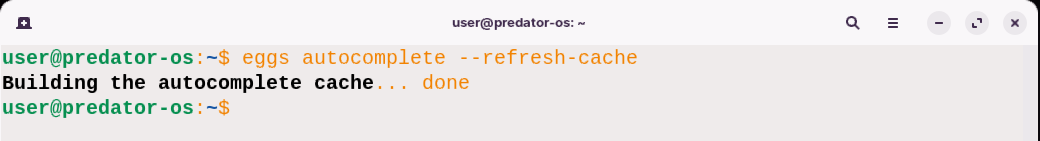 user@predator-os: ~
user@predator-os:~$ eggs autocomplete --refresh-cache
Building the autocomplete cache... done
user@predator-os:~$